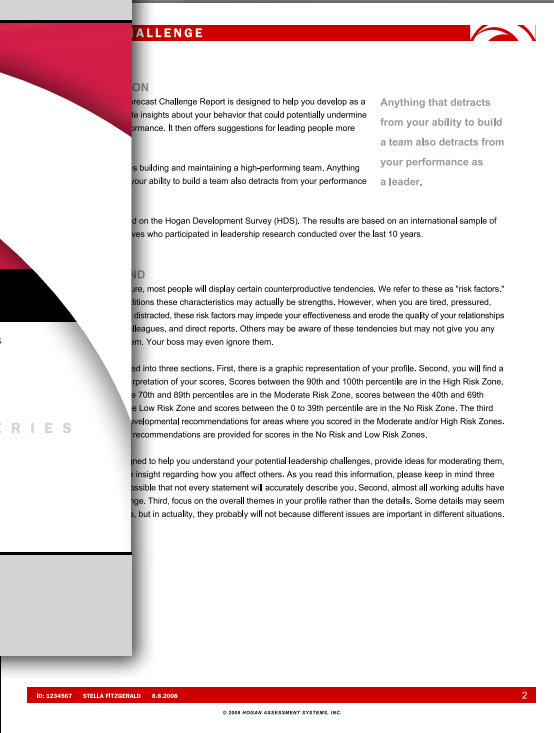 ALLENGE
ON
recast Challenge Report is designed to help you develop as a
le insights about your behavior that could potentially undermine
ormance. It then offers suggestions for leading people more
Anything that detracts
from your ability to build
a team also detracts from
your performance as
a leader.
s building and maintaining a high-performing team. Anything
your ability to build a team also detracts from your performance
d on the Hogan Development Survey (HDS). The results are based on an international sample of
ves who participated in leadership research conducted over the last 10 years.
ND
ure, most people will display certain counterproductive tendencies. We refer to these as "risk factors."
ditions these characteristics may actually be strengths. However, when you are tired, pressured,
distracted, these risk factors may impede your effectiveness and erode the quality of your relationships
lleagues, and direct reports. Others may be aware of these tendencies but may not give you any
em. Your boss may even ignore them.
ed into three sections. First, there is a graphic representation of your profile. Second, you will find a
rpretation of your scores. Scores between the 90th and 100th percentile are in the High Risk Zone,
e 70th and 89th percentiles are in the Moderate Risk Zone, scores between the 40th and 69th
e Low Risk Zone and scores between the 0 to 39th percentile are in the No Risk Zone. The third
velopmental recommendations for areas where you scored in the Moderate and/or High Risk Zones.
recommendations are provided for scores in the No Risk and Low Risk Zones.
RIES
gned to help you understand your potential leadership challenges, provide ideas for moderating them,
e insight regarding how you affect others. As you read this information, please keep in mind three
ossible that not every statement will accurately describe you. Second, almost all working adults have
nge. Third, focus on the overall themes in your profile rather than the details. Some details may seem
s, but in actuality, they probably will not because different issues are important in different situations.
ID: 1234567 STELLA FITZGERALD 8.8.2008 2
© 2008 HOGAN ASSESSMENT SYSTEMS, INC.